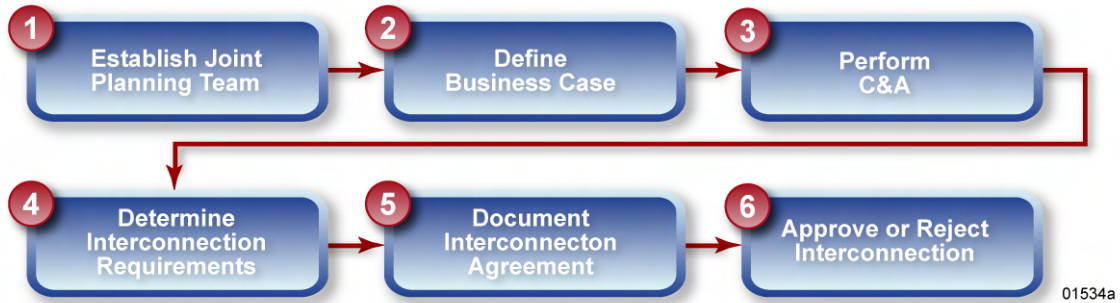 1
Establish Joint
Planning Team
2
Define
Business Case
3
Perform
C&A
4
Determine
Interconnection
Requirements
5
Document
Interconnecton
Agreement
6
Approve or Reject
Interconnection
01534a